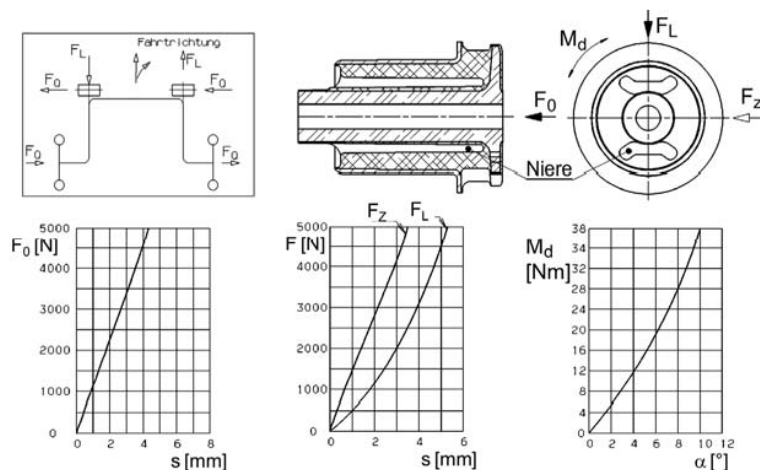 Fahrtrichtung
F_L
F_L
F_0
F_0
F_0
F_0
F_0
Niere
M_d
F_L
F_Z
F_0 [N]
5000
4000
3000
2000
1000
0
0 2 4 6 8
s [mm]
F_Z F_L
F [N]
5000
4000
3000
2000
1000
0
0 2 4 6
s [mm]
M_d
[Nm]
38
36
32
28
24
20
16
12
8
4
0
0 2 4 6 8 10 12
α [°]